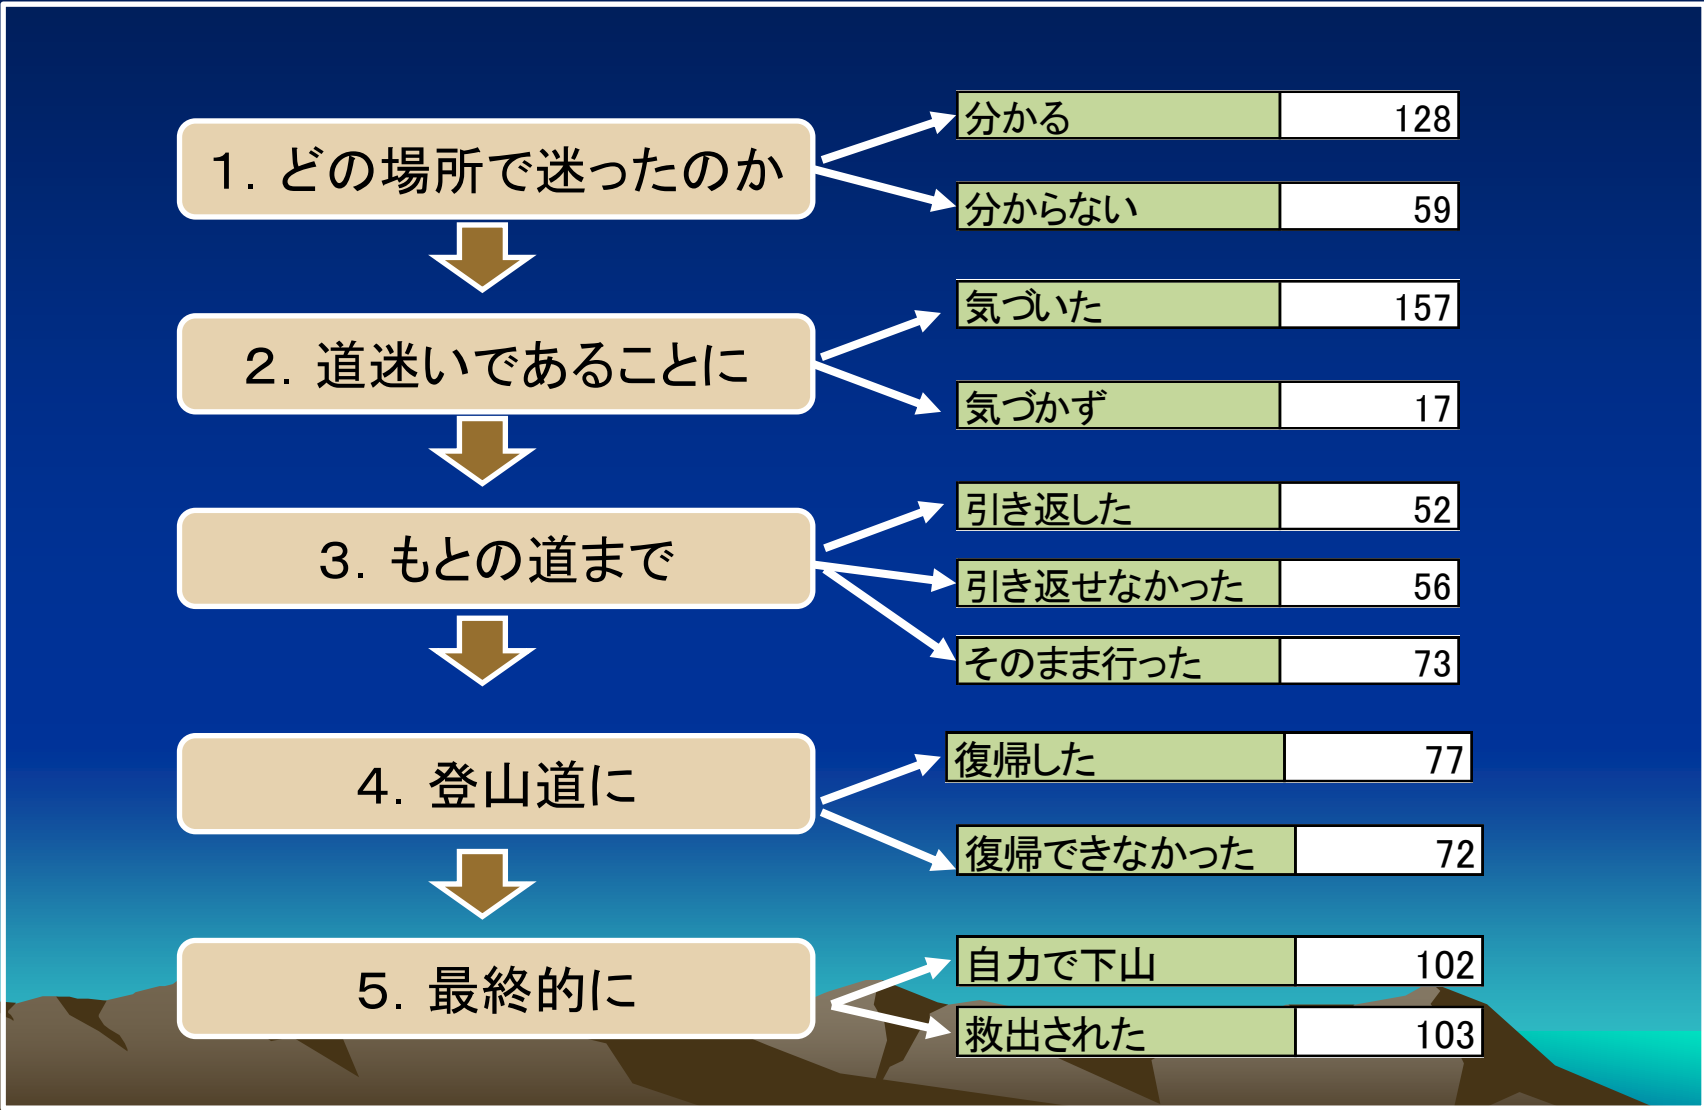 1. どの場所で迷ったのか
分かる 128
分からない 59
2. 道迷いであることに
気づいた 157
気づかず 17
3. もとの道まで
引き返した 52
引き返せなかった 56
そのまま行った 73
4. 登山道に
復帰した 77
復帰できなかった 72
5. 最終的に
自力で下山 102
救出された 103